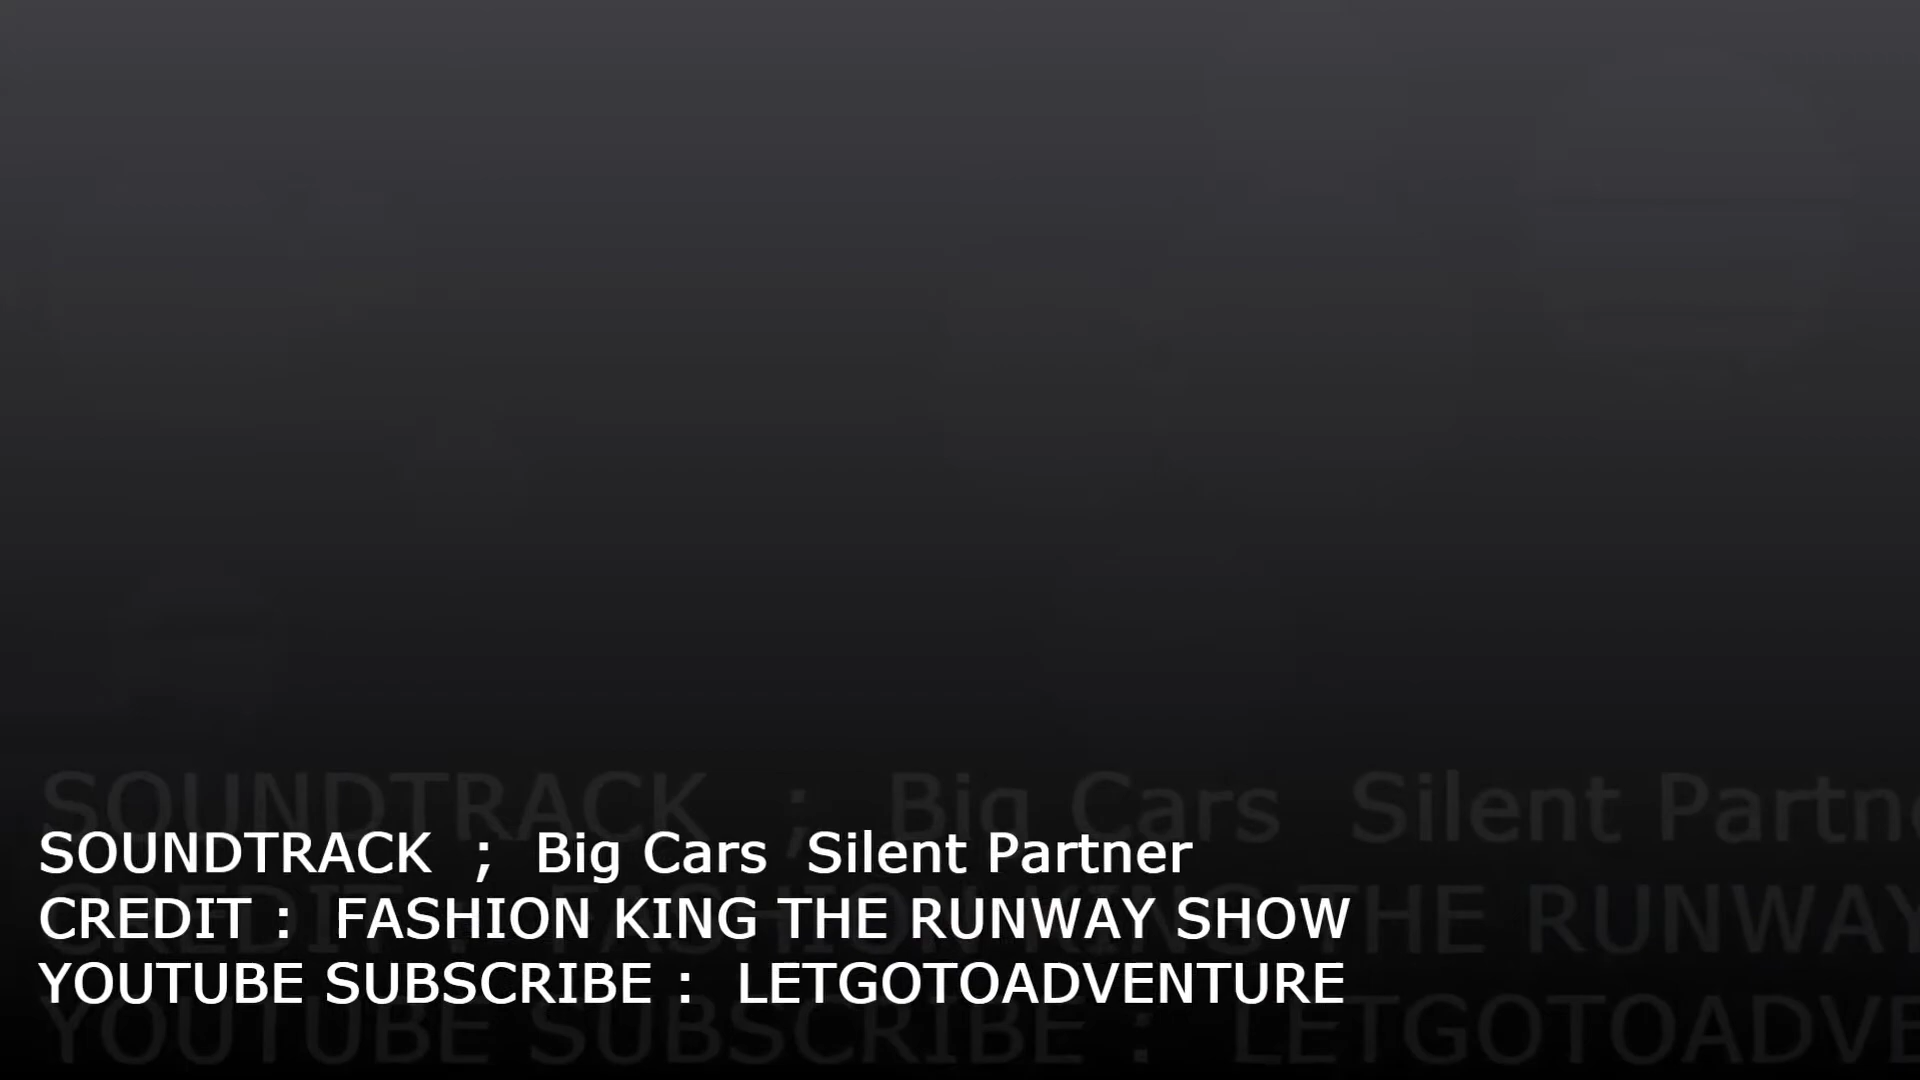 SOUNDTRACK ; Big Cars Silent Partner
CREDIT : FASHION KING THE RUNWAY SHOW
YOUTUBE SUBSCRIBE : LETGOTOADVENTURE